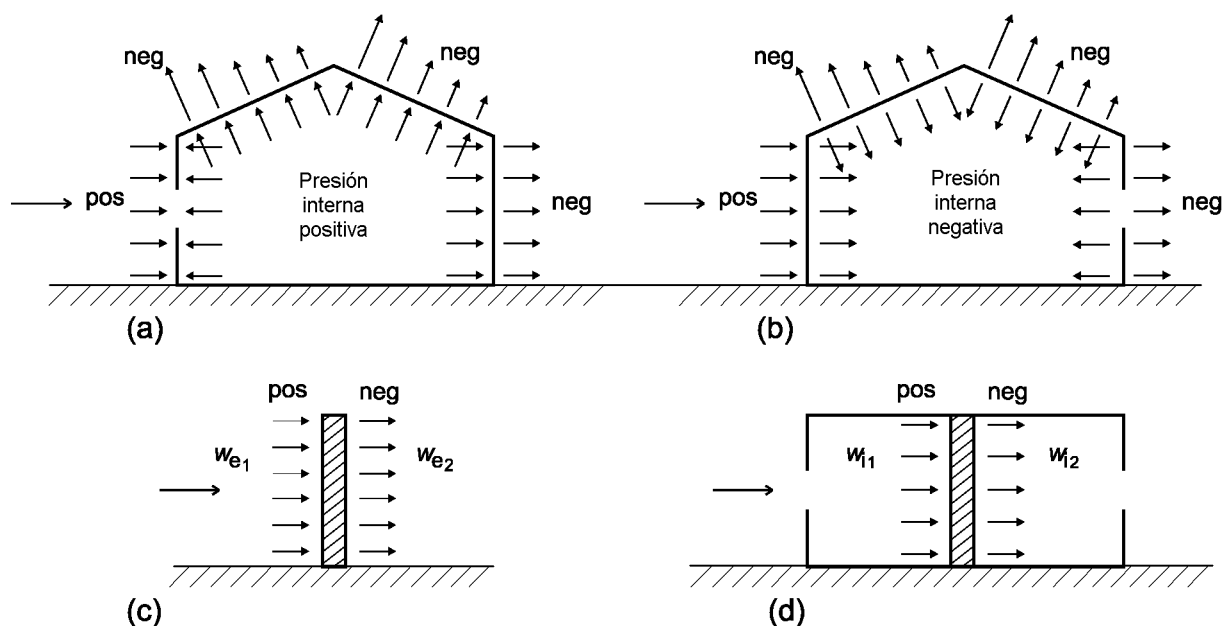 neg
neg
pos
Presión
interna
positiva
neg
(a)
neg
neg
pos
Presión
interna
negativa
neg
(b)
pos neg
We1
We2
(c)
pos neg
Wi1
Wi2
(d)